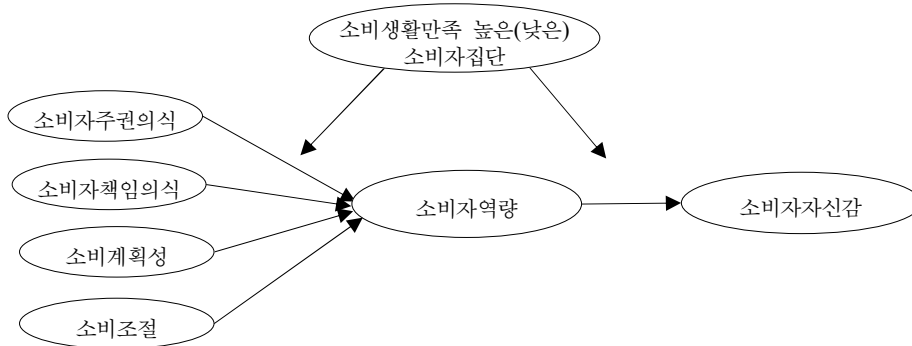 소비생활만족 높은(낮은)
소비자집단
소비자주권의식
소비자책임의식
소비계획성
소비조절
소비자역량
소비자자신감